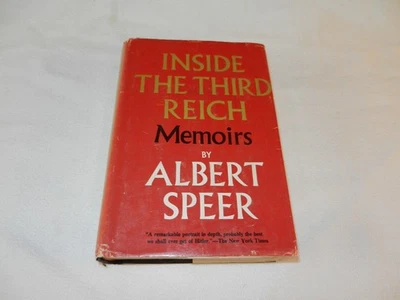 INSIDE
THE THIRD
REICH
Memoirs
BY
ALBERT
SPEER
"A remarkable portrait in depth, probably the best
we shall ever get of Hitler."—The New York Times